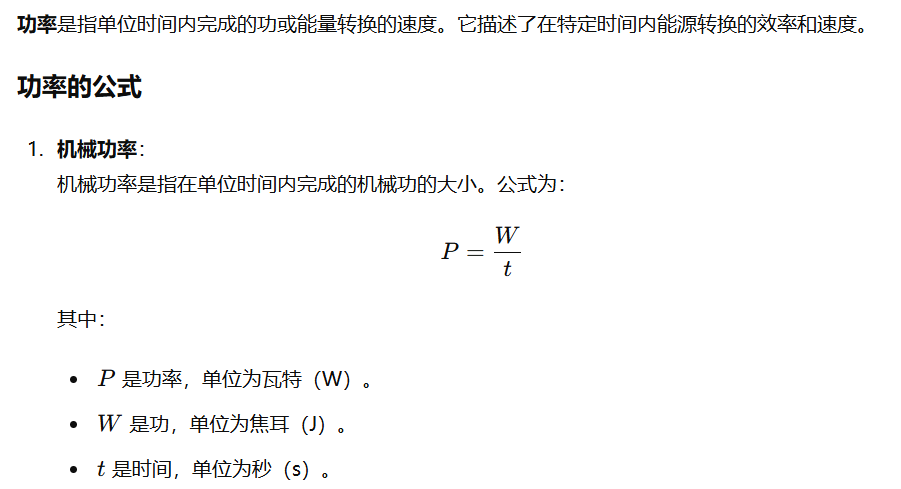 功率是指单位时间内完成的功或能量转换的速度。它描述了在特定时间内能源转换的效率和速度。
功率的公式
1. 机械功率：
机械功率是指在单位时间内完成的机械功的大小。公式为：
P = W/t
其中：
• P 是功率，单位为瓦特（W）。
• W 是功，单位为焦耳（J）。
• t 是时间，单位为秒（s）。